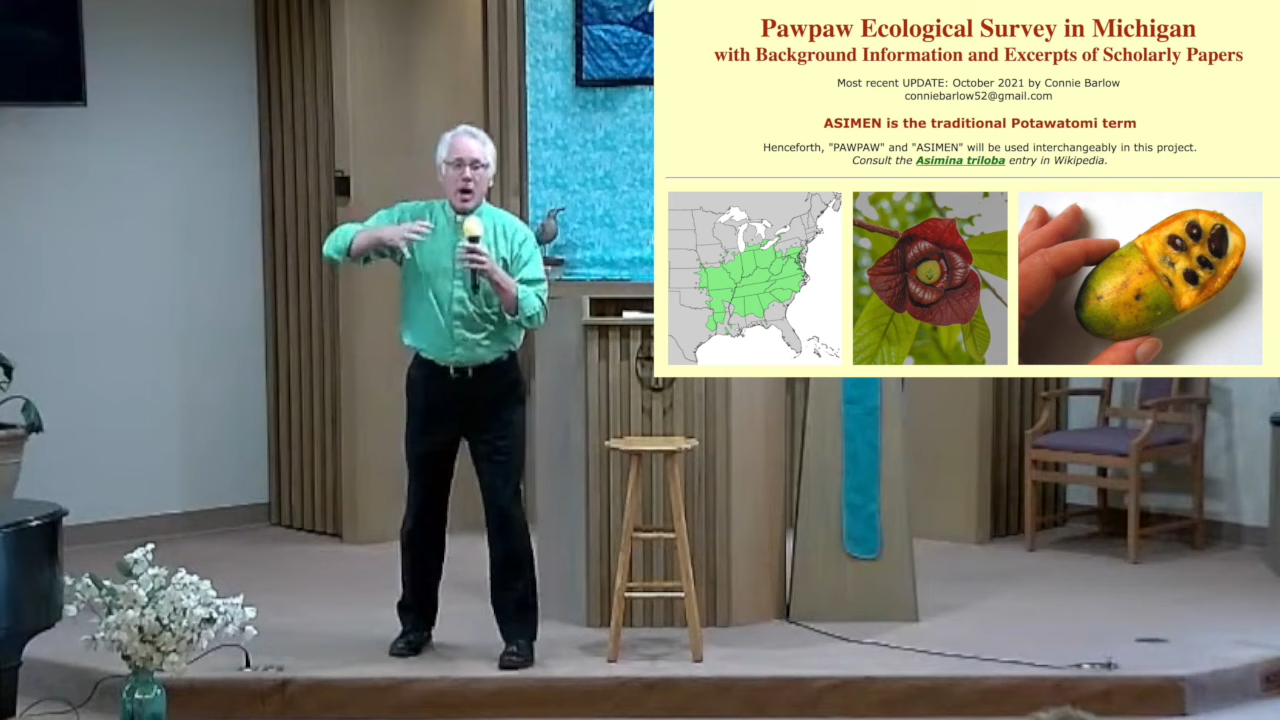 Pawpaw Ecological Survey in Michigan
with Background Information and Excerpts of Scholarly Papers
Most recent UPDATE: October 2021 by Connie Barlow
conniebarlow52@gmail.com
ASIMEN is the traditional Potawatomi term
Henceforth, "PAWPAW" and "ASIMEN" will be used interchangeably in this project.
Consult the Asimina triloba entry in Wikipedia.